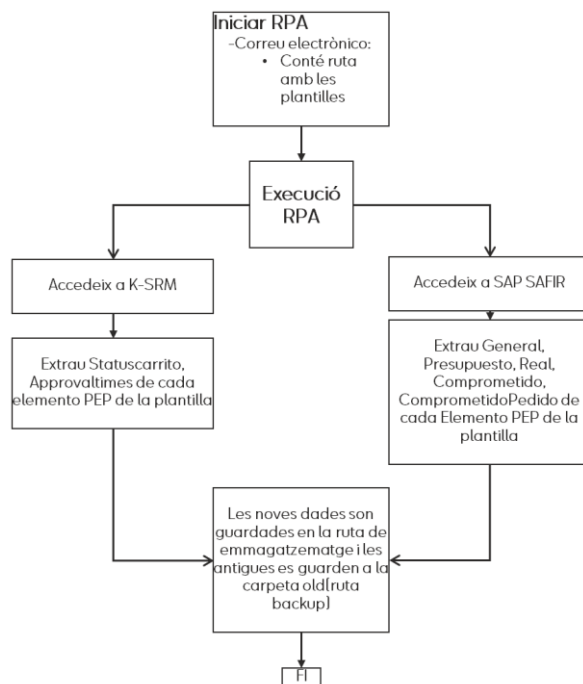 Iniciar RPA
-Correu electrònic:
• Conté ruta
amb les
plantilles
Execució
RPA
Accedeix a K-SRM
Accedeix a SAP SAFIR
Extrau Statuscarrito,
Approvaltimes de cada
elemento PEP de la plantilla
Extrau General,
Presupuesto, Real,
Comprometido,
ComprometidoPedido de
cada Elemento PEP de la
plantilla
Les noves dades son
guardades en la ruta de
emmagatzematge i les
antigues es guarden a la
carpeta old(ruta
backup)
FI